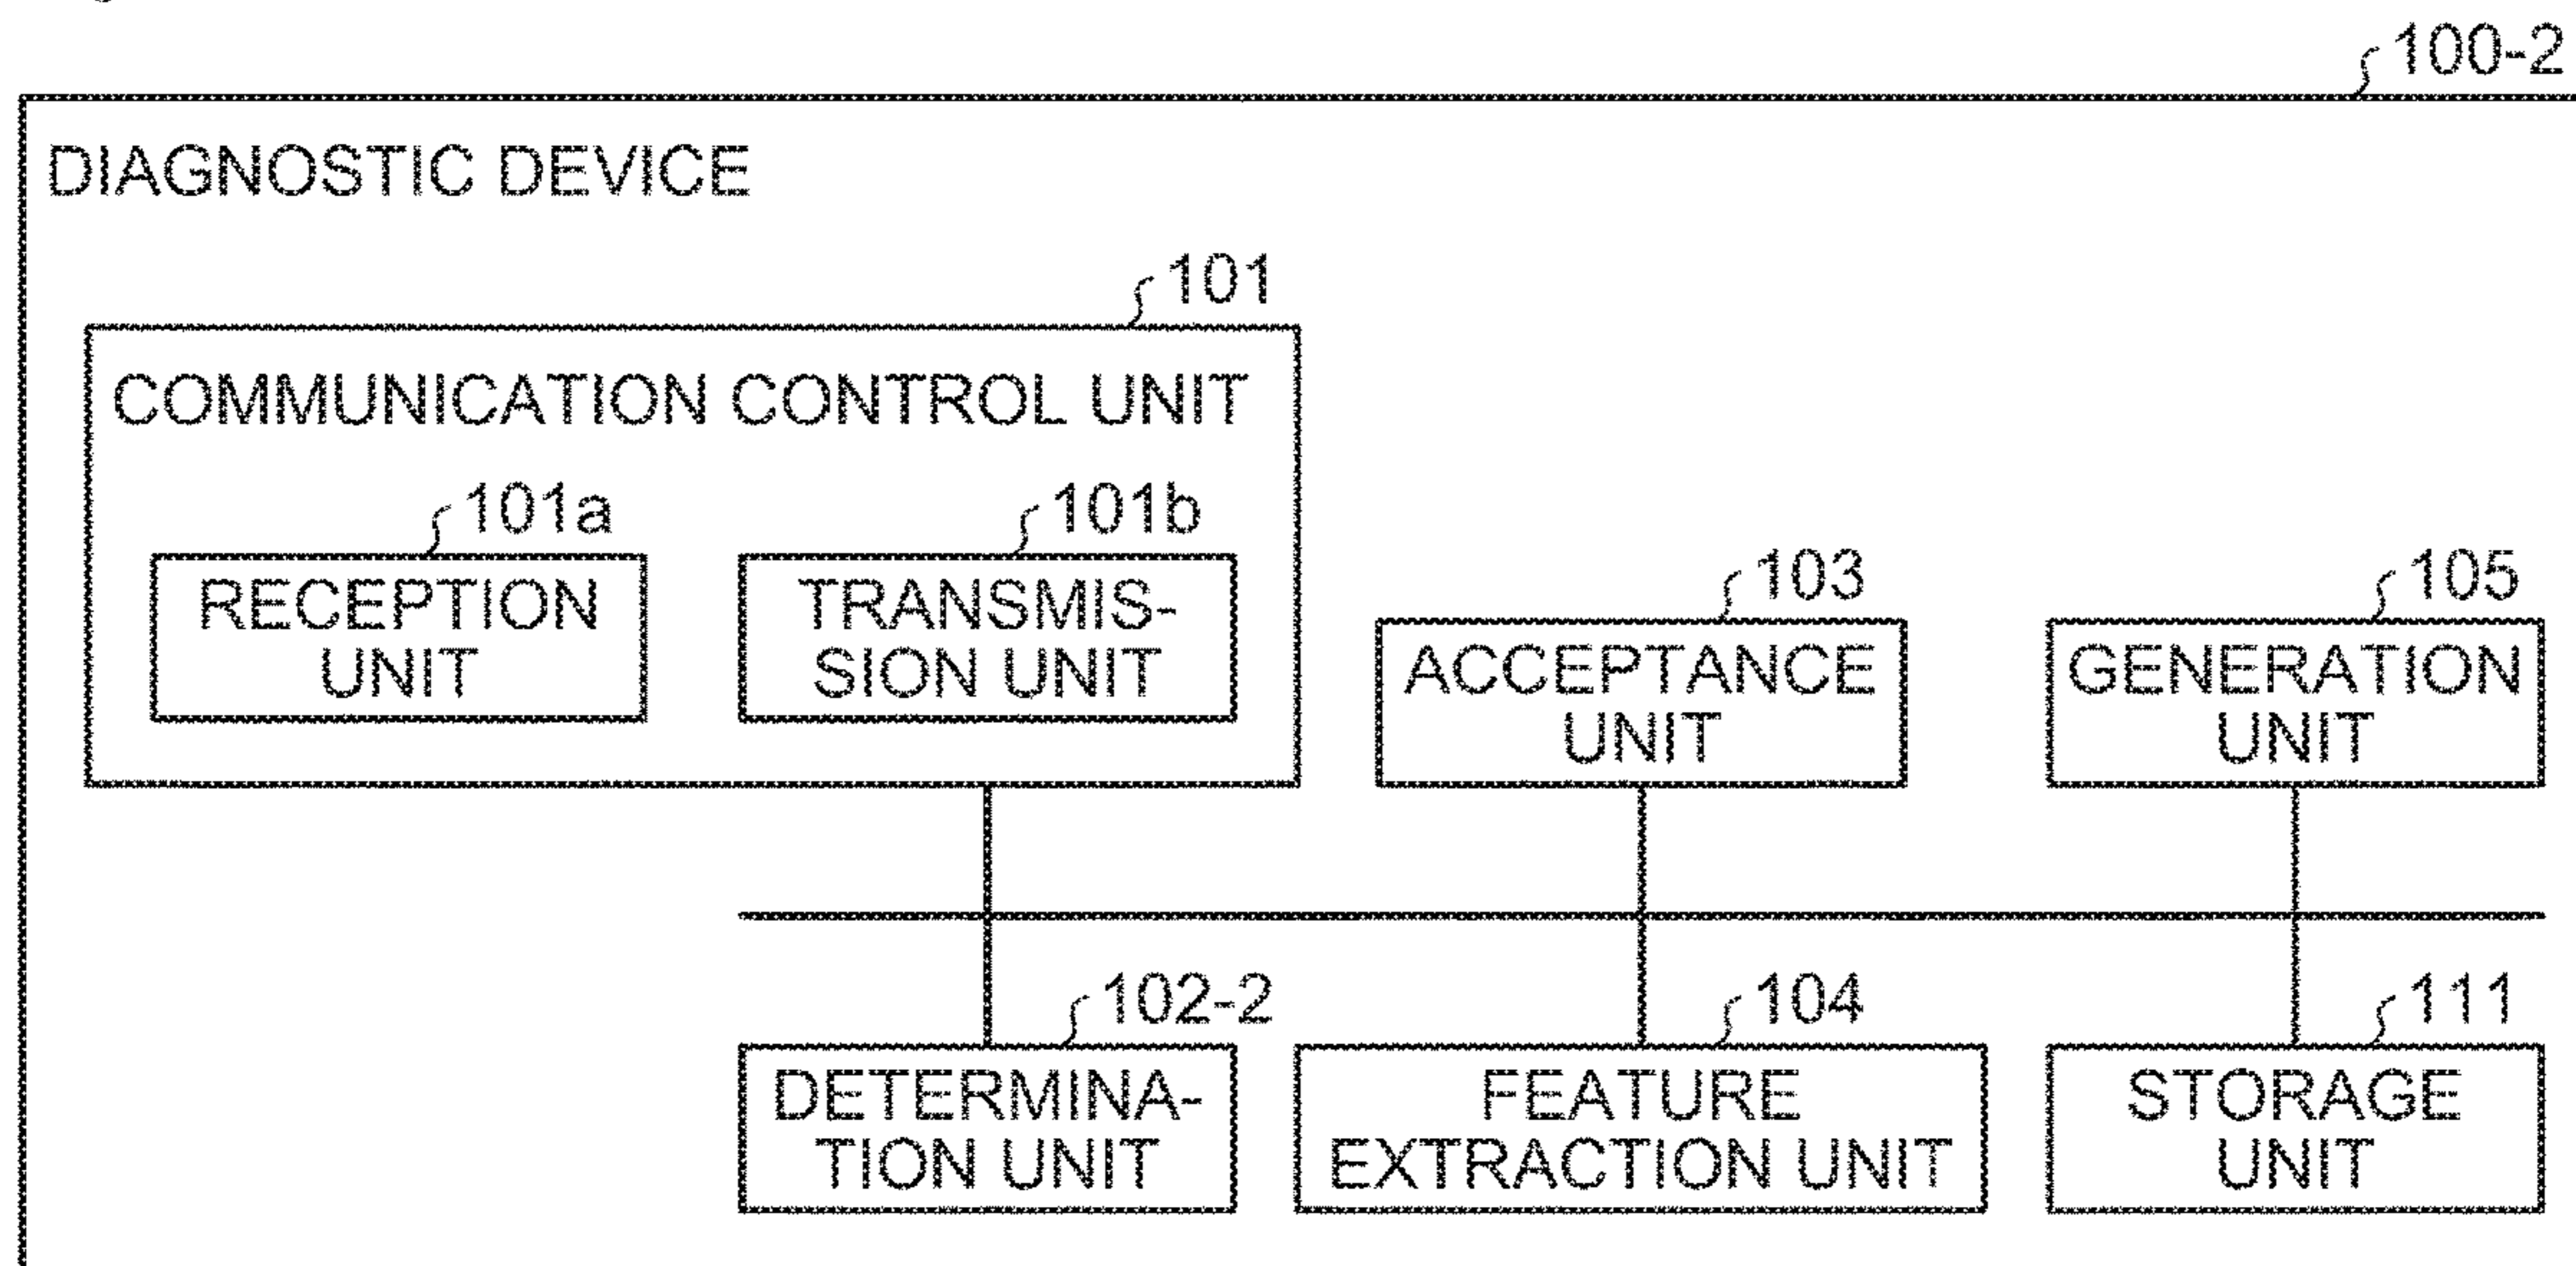 100-2
DIAGNOSTIC DEVICE
101
COMMUNICATION CONTROL UNIT
101a
RECEPTION
UNIT
101b
TRANSMIS-
SION UNIT
103
ACCEPTANCE
UNIT
105
GENERATION
UNIT
102-2
DETERMINA-
TION UNIT
104
FEATURE
EXTRACTION UNIT
111
STORAGE
UNIT